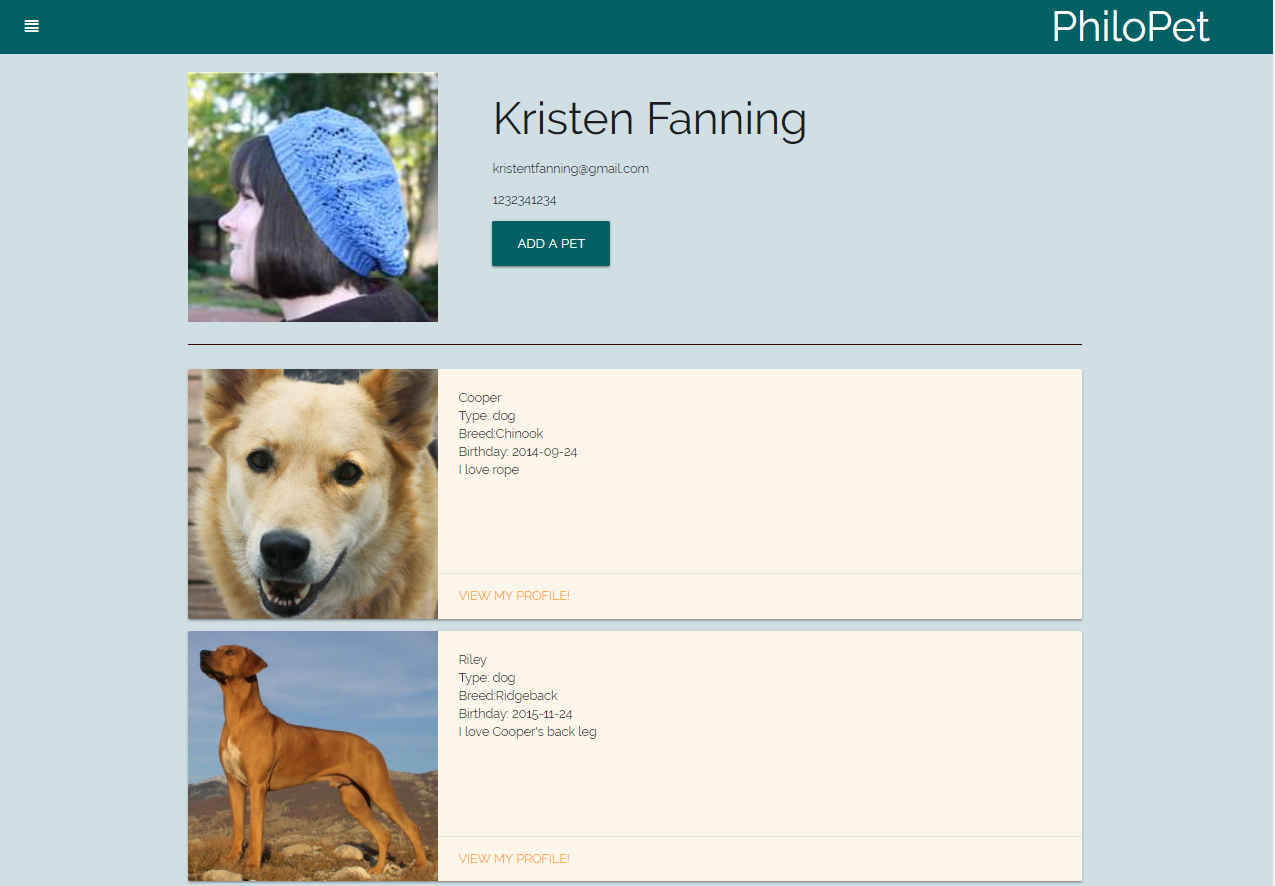 PhiloPet
Kristen Fanning
kristentfanning@gmail.com
1232341234
ADD A PET
Cooper
Type: dog
Breed:Chinook
Birthday: 2014-09-24
I love rope
VIEW MY PROFILE!
Riley
Type: dog
Breed:Ridgeback
Birthday: 2015-11-24
I love Cooper's back leg
VIEW MY PROFILE!